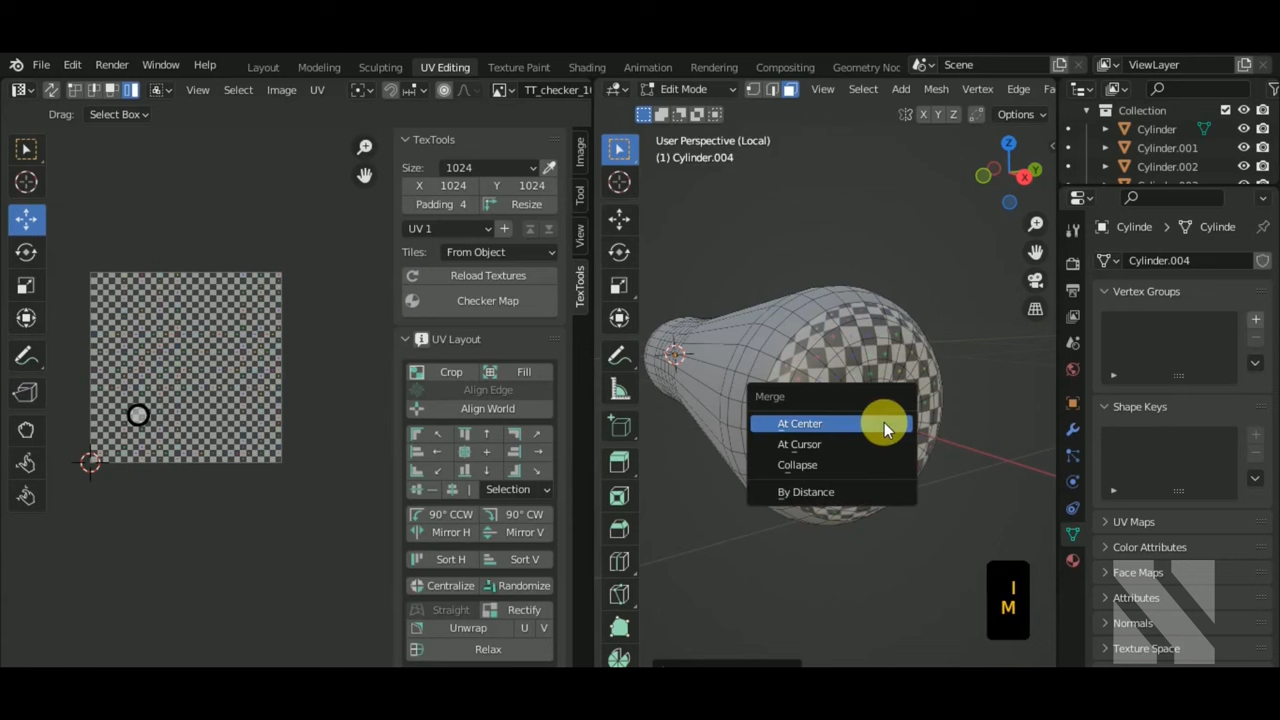 File Edit Render Window Help
Layout Modeling Sculpting UV Editing Texture Paint Shading Animation Rendering Compositing Geometry Noc
Scene
ViewLayer
View Select Image UV
Drag: Select Box
TexTools
Size: 1024
X 1024 Y 1024
Padding 4 Resize
UV 1
Tiles: From Object
Reload Textures
Checker Map
UV Layout
Crop Fill
Align Edge
Align World
Selection
90° CCW 90° CW
Mirror H Mirror V
Sort H Sort V
Centralize Randomize
Straight Rectify
Unwrap U V
Relax
Image
Tool
View
TexTools
Edit Mode View Select Add Mesh Vertex Edge Fa
X Y Z Options
User Perspective (Local)
(1) Cylinder.004
Z
Y
X
Merge
At Center
At Cursor
Collapse
By Distance
I
M
Collection
Cylinder
Cylinder.001
Cylinder.002
Cylinde Cylinde
Cylinder.004
Vertex Groups
Shape Keys
UV Maps
Color Attributes
Face Maps
Attributes
Normals
Texture Space